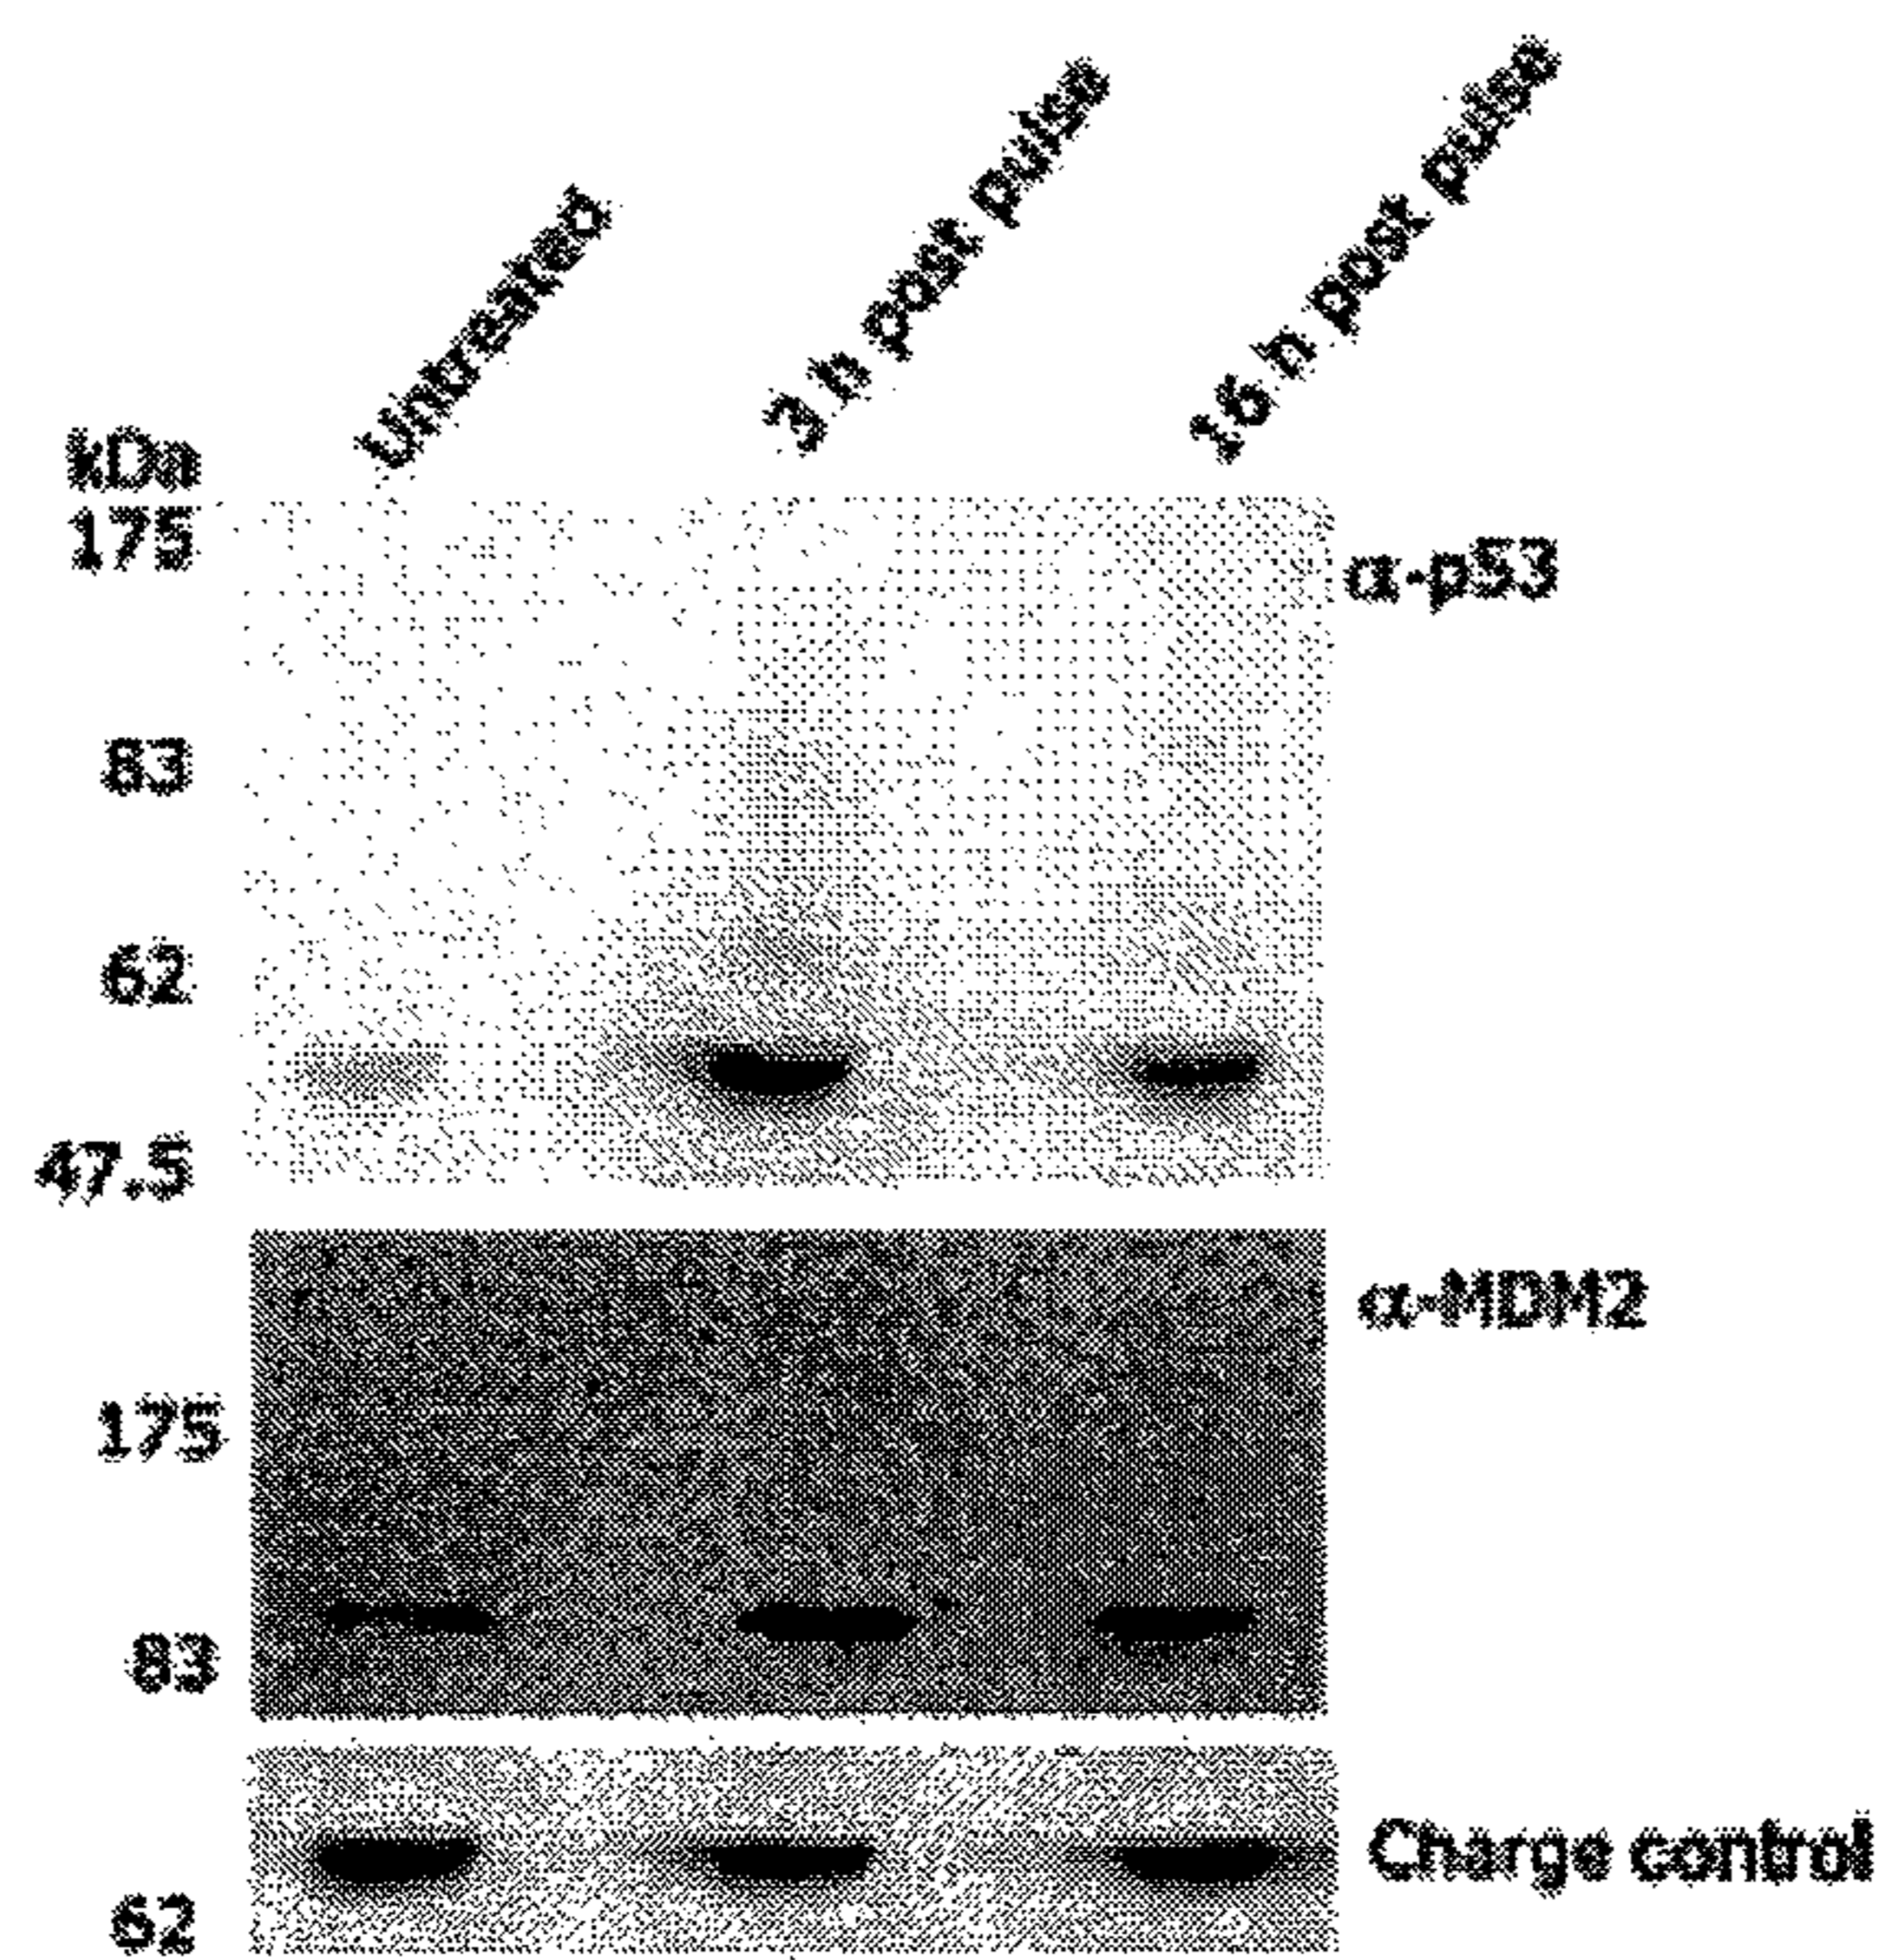 Untreated
3 h post pulse
16 h post pulse
kDa
175
α-p53
83
62
47.5
α-MDM2
175
83
Charge control
62